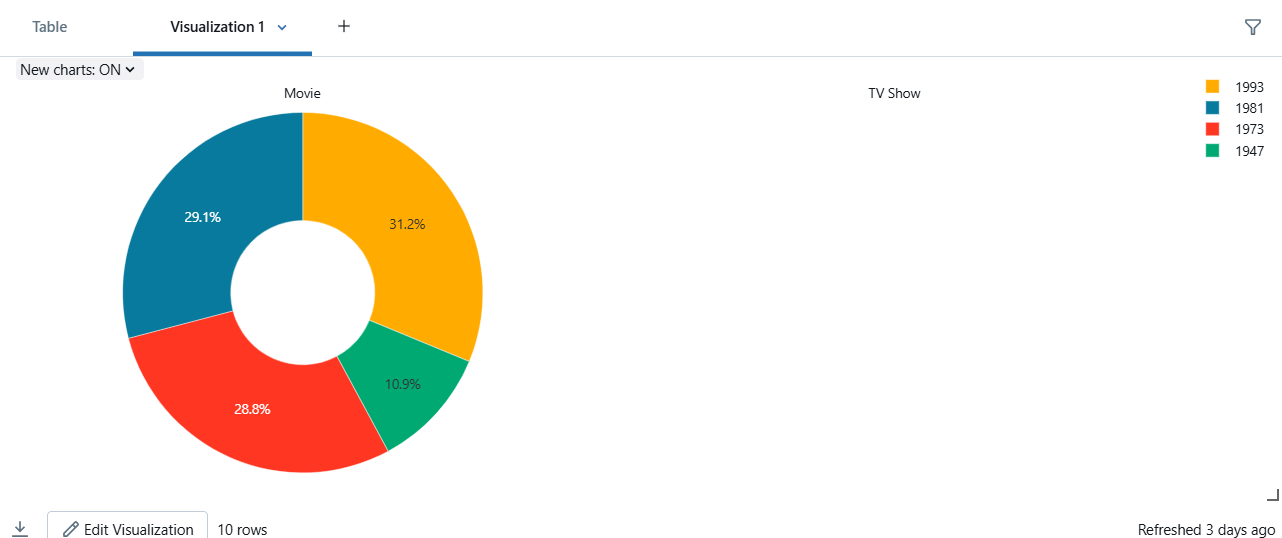 Table
Visualization 1
+
New charts: ON
Movie
TV Show
1993
1981
1973
1947
29.1%
31.2%
10.9%
28.8%
Edit Visualization
10 rows
Refreshed 3 days ago